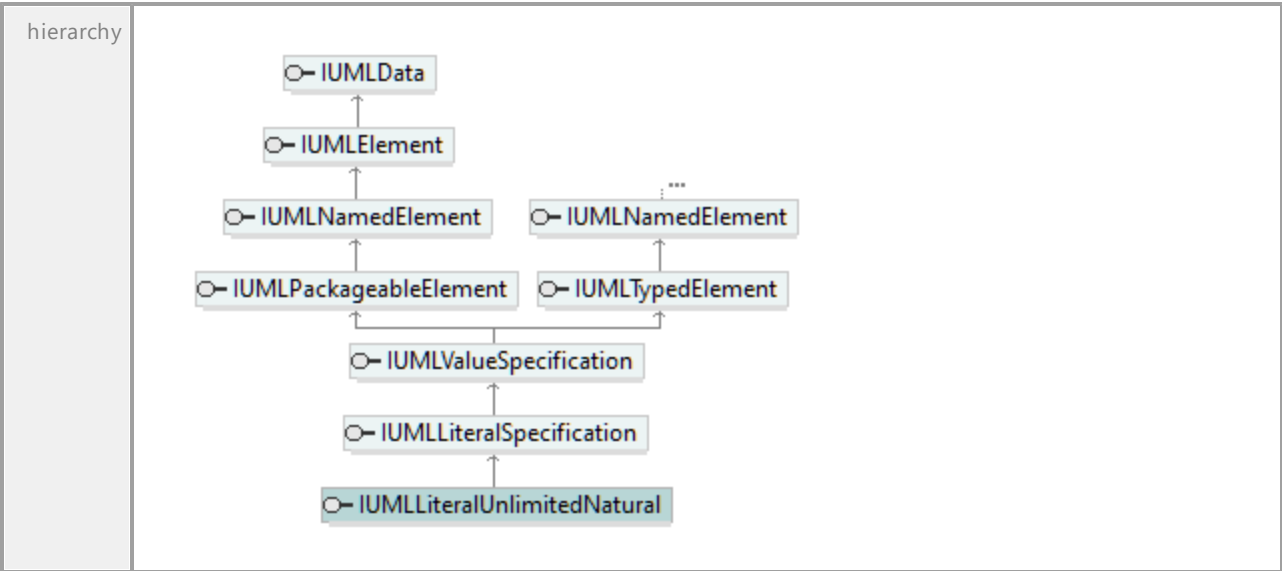 hierarchy
IUMLData
IUMLElement
...
IUMLNamedElement IUMLNamedElement
IUMLPackageableElement IUMLTypedElement
IUMLValueSpecification
IUMLLiteralSpecification
IUMLLiteralUnlimitedNatural